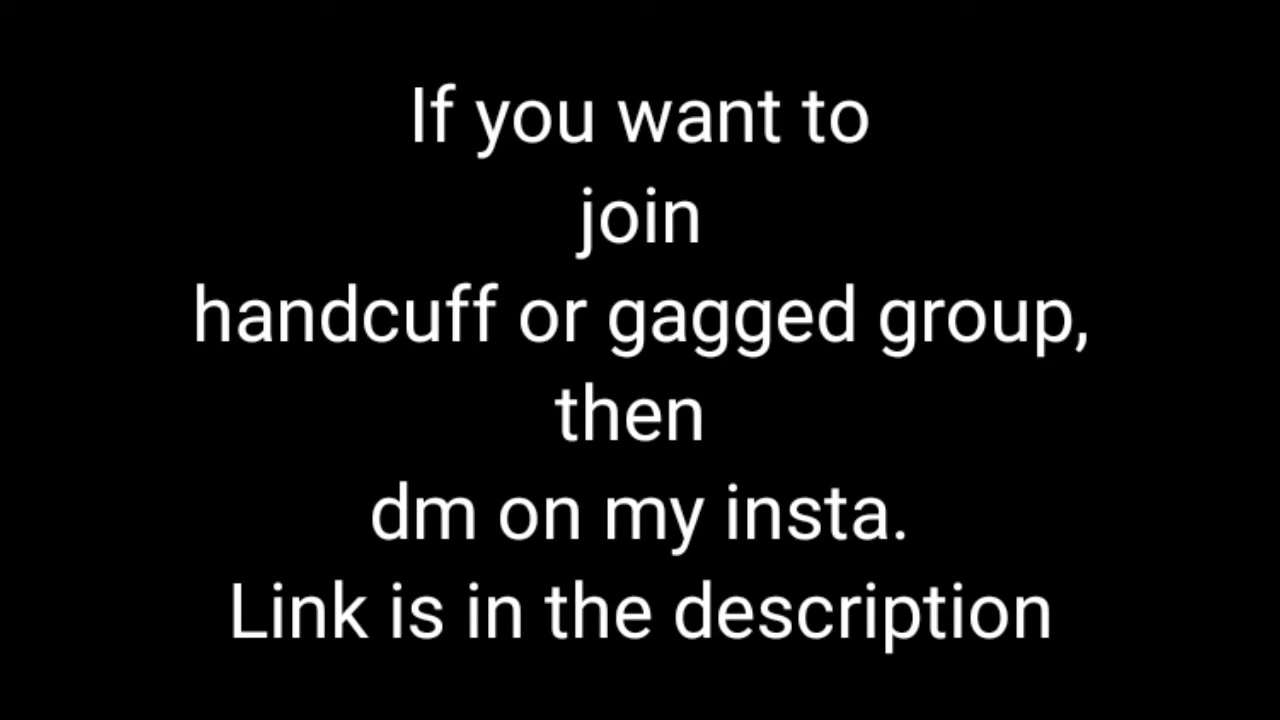 If you want to
join
handcuff or gagged group,
then
dm on my insta.
Link is in the description